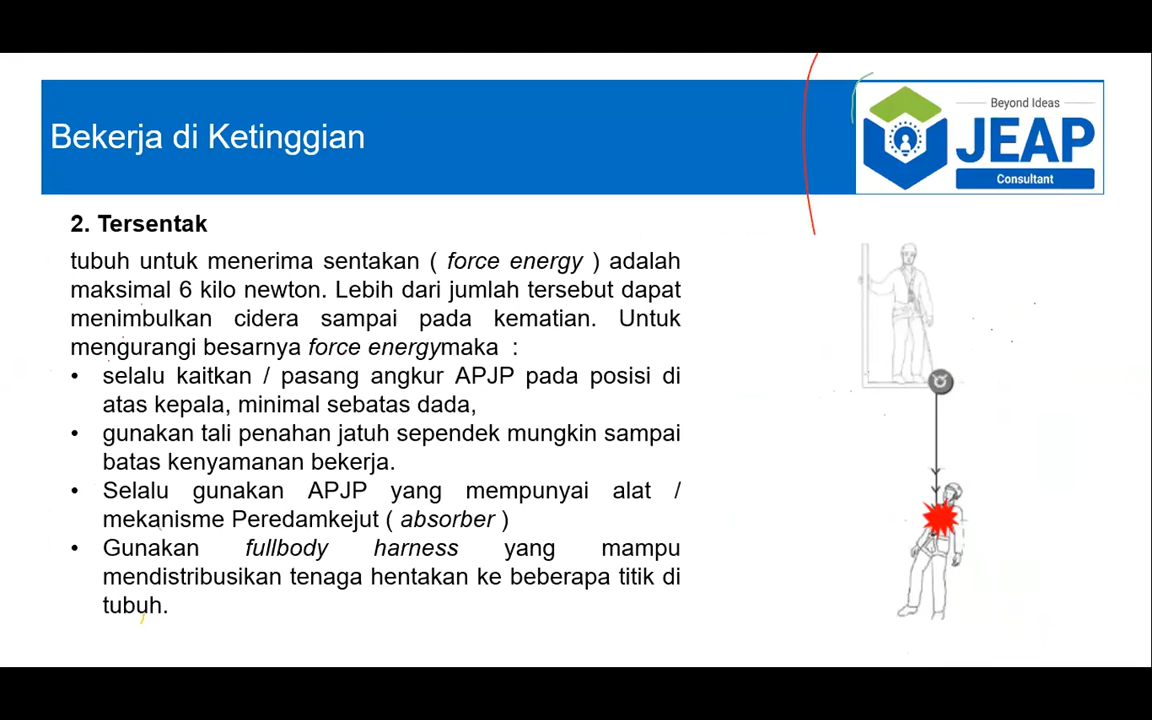 Bekerja di Ketinggian
Beyond Ideas
JEAP
Consultant
2. Tersentak
tubuh untuk menerima sentakan ( force energy ) adalah
maksimal 6 kilo newton. Lebih dari jumlah tersebut dapat
menimbulkan cidera sampai pada kematian. Untuk
mengurangi besarnya force energymaka :
• selalu kaitkan / pasang angkur APJP pada posisi di
atas kepala, minimal sebatas dada,
• gunakan tali penahan jatuh sependek mungkin sampai
batas kenyamanan bekerja.
• Selalu gunakan APJP yang mempunyai alat /
mekanisme Peredamkejut ( absorber )
• Gunakan fullbody harness yang mampu
mendistribusikan tenaga hentakan ke beberapa titik di
tubuh.